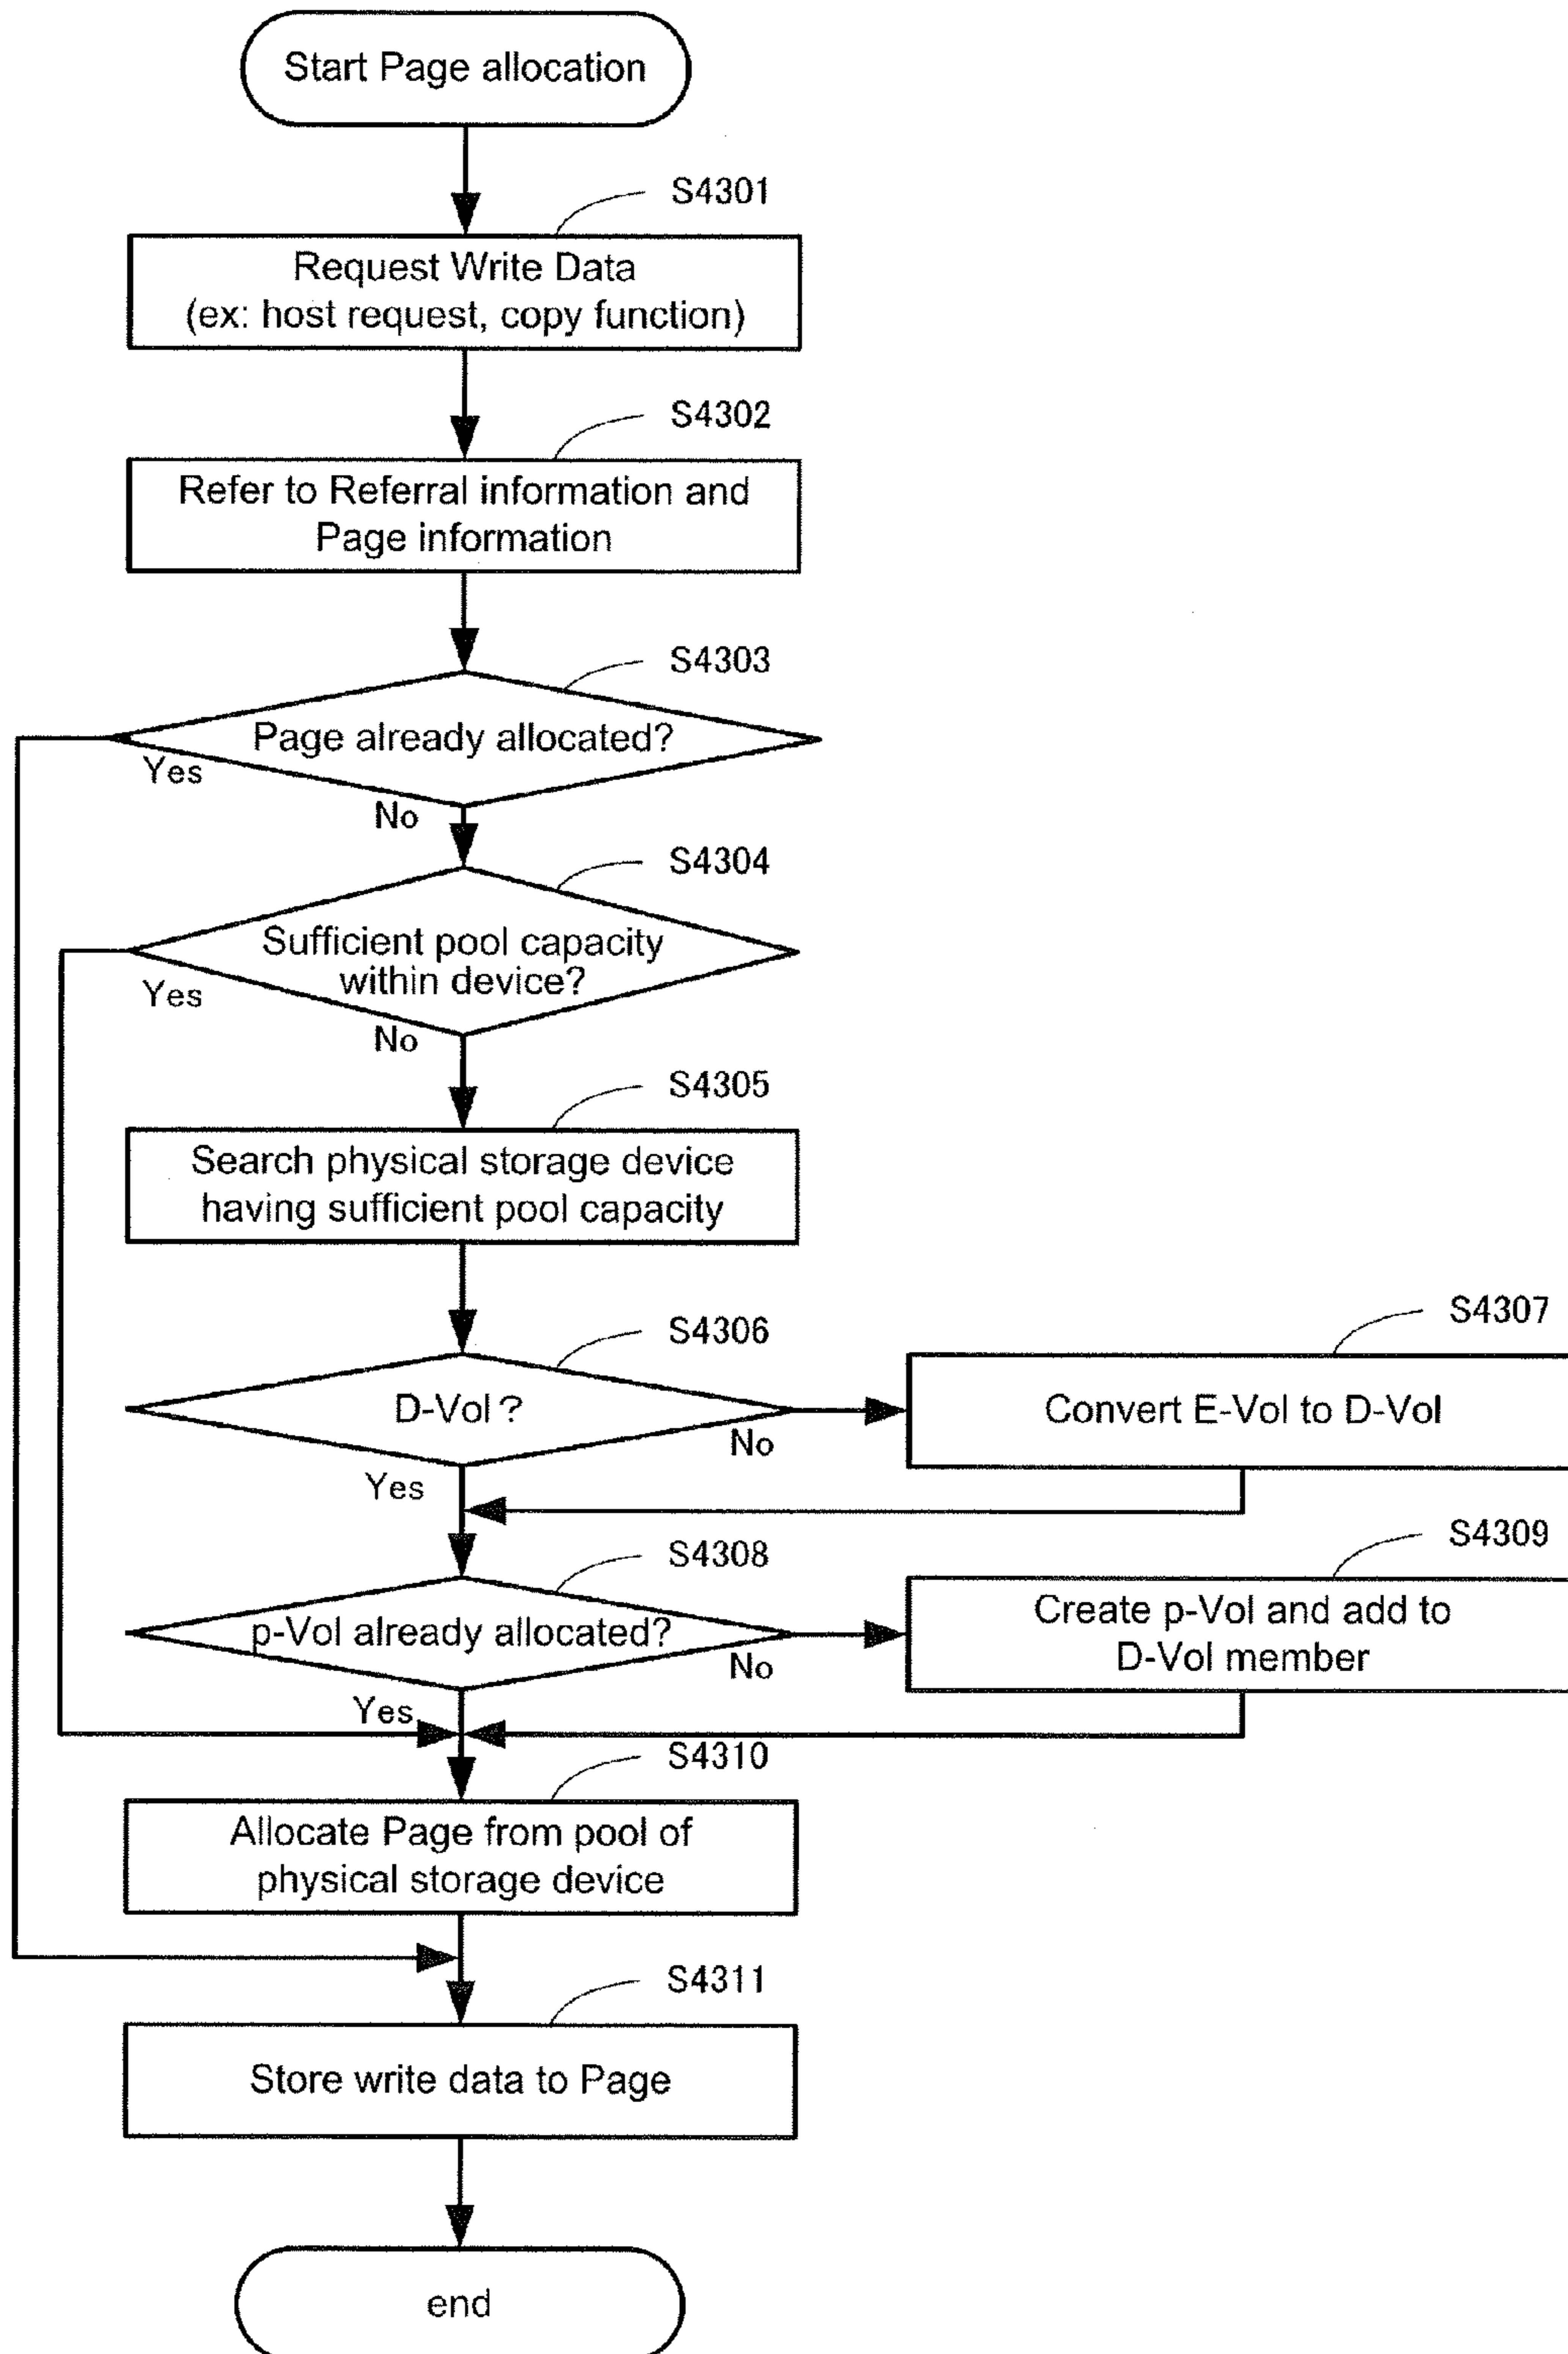 Start Page allocation
S4301
Request Write Data
(ex: host request, copy function)
S4302
Refer to Referral information and
Page information
S4303
Page already allocated?
Yes
No
S4304
Sufficient pool capacity
within device?
Yes
No
S4305
Search physical storage device
having sufficient pool capacity
S4306
S4307
D-Vol?
Convert E-Vol to D-Vol
No
Yes
S4308
S4309
p-Vol already allocated?
Create p-Vol and add to
D-Vol member
No
Yes
S4310
Allocate Page from pool of
physical storage device
S4311
Store write data to Page
end